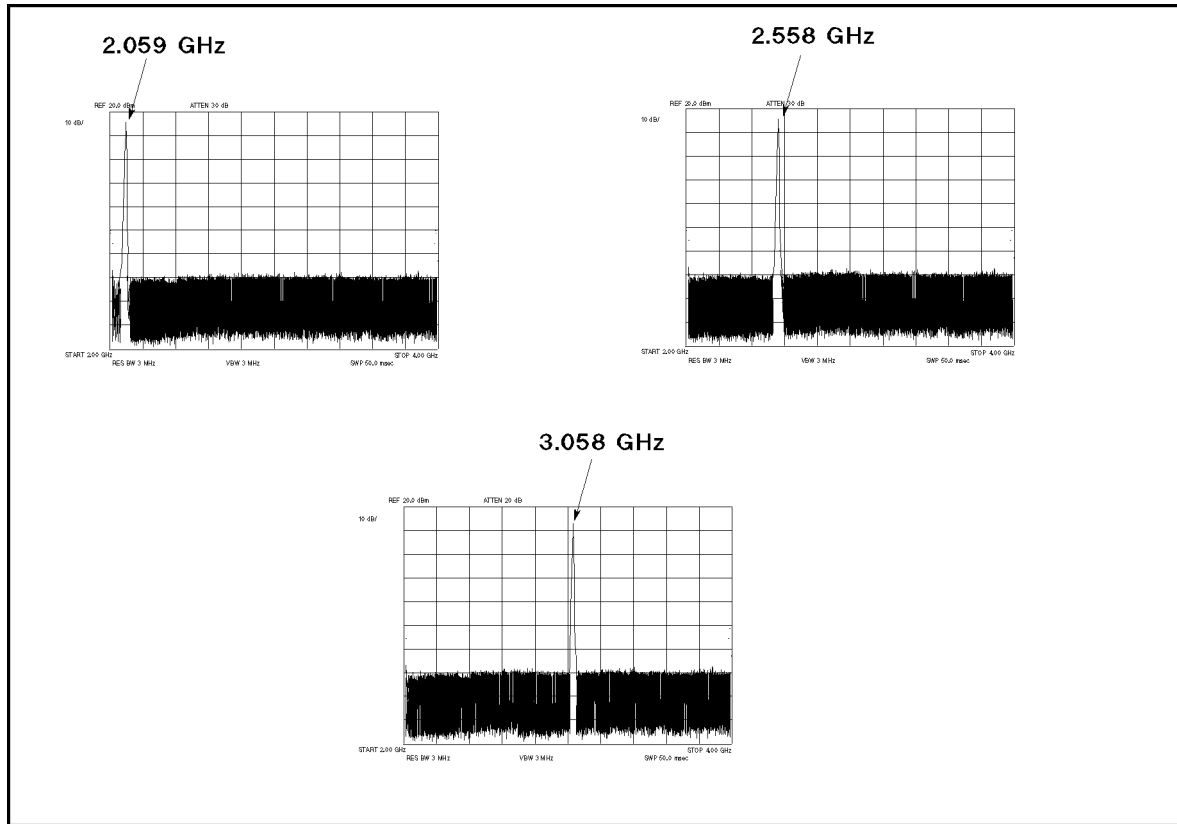 2.059 GHz
REF 20.0 dBm ATTEN 30 dB
10 dB/
START 2.00 GHz STOP 4.00 GHz
RES BW 3 MHz VBW 3 MHz SWP 50.0 msec
2.558 GHz
REF 20.0 dBm ATTEN 30 dB
10 dB/
START 2.00 GHz STOP 4.00 GHz
RES BW 3 MHz VBW 3 MHz SWP 50.0 msec
3.058 GHz
REF 20.0 dBm ATTEN 20 dB
10 dB/
START 2.00 GHz STOP 4.00 GHz
RES BW 3 MHz VBW 3 MHz SWP 50.0 msec